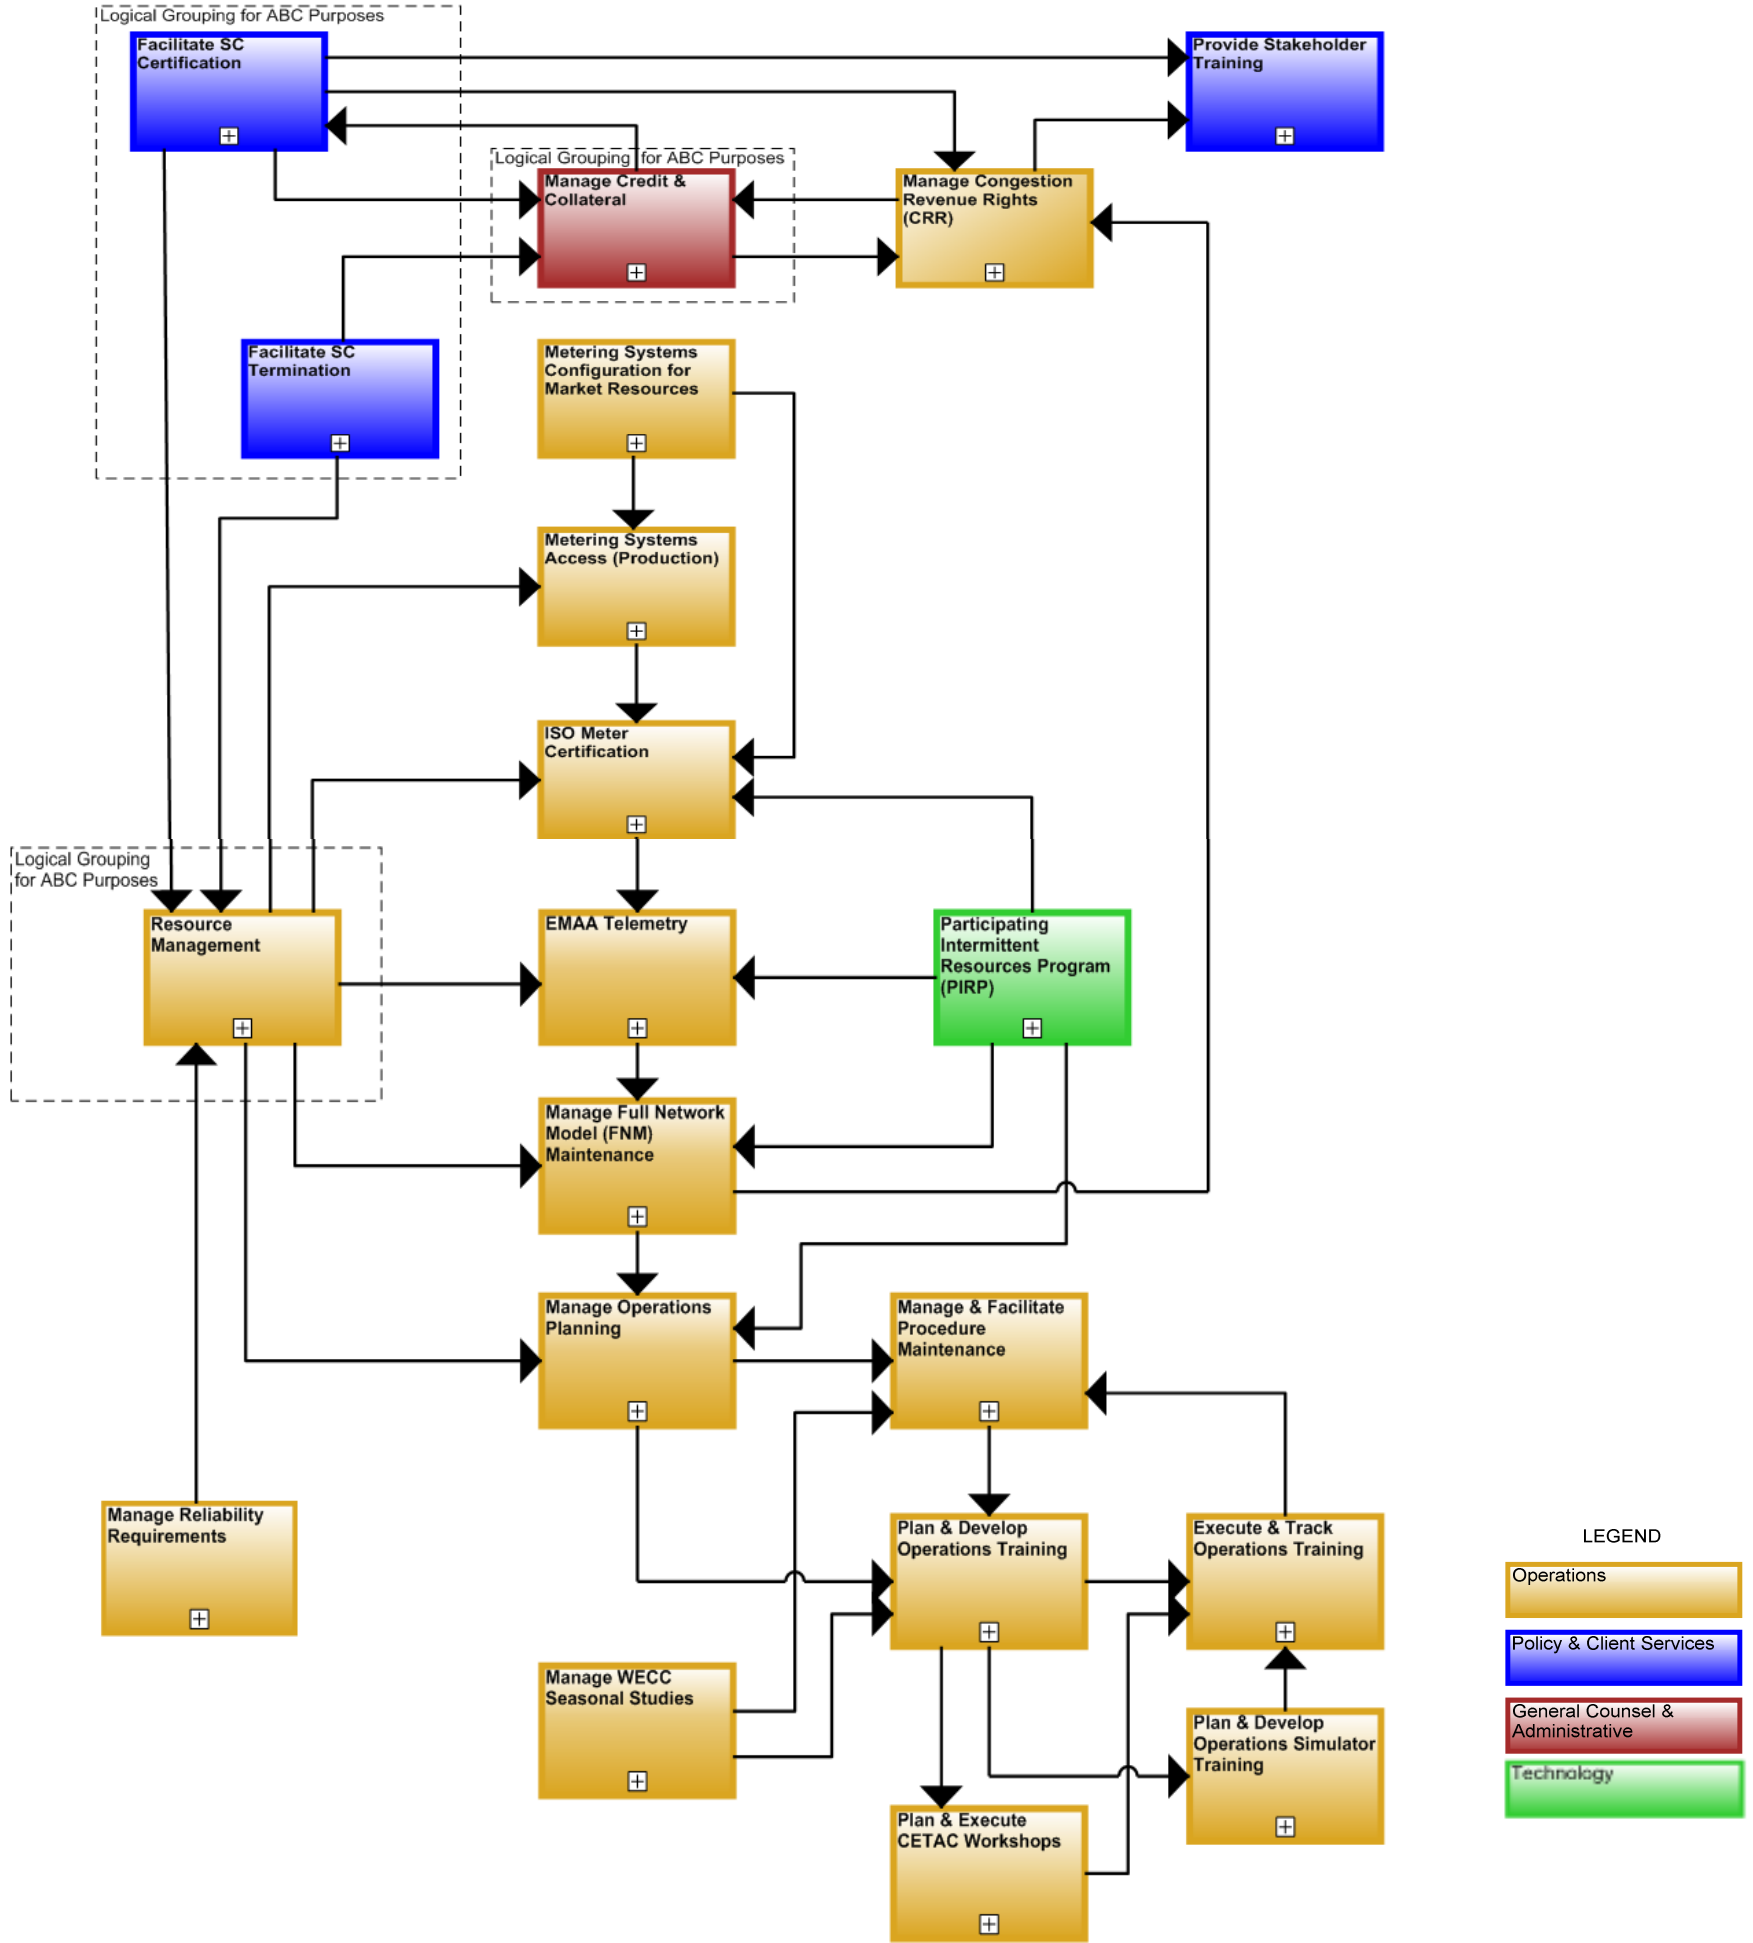 Logical Grouping for ABC Purposes
Facilitate SC
Certification
Provide Stakeholder
Training
Logical Grouping for ABC Purposes
Manage Credit &
Collateral
Manage Congestion
Revenue Rights
(CRR)
Facilitate SC
Termination
Metering Systems
Configuration for
Market Resources
Metering Systems
Access (Production)
ISO Meter
Certification
Logical Grouping
for ABC Purposes
Resource
Management
EMAA Telemetry
Participating
Intermittent
Resources Program
(PIRP)
Manage Full Network
Model (FNM)
Maintenance
Manage Operations
Planning
Manage & Facilitate
Procedure
Maintenance
Manage Reliability
Requirements
Plan & Develop
Operations Training
Execute & Track
Operations Training
Manage WECC
Seasonal Studies
Plan & Develop
Operations Simulator
Training
Plan & Execute
CETAC Workshops
LEGEND
Operations
Policy & Client Services
General Counsel &
Administrative
Technology